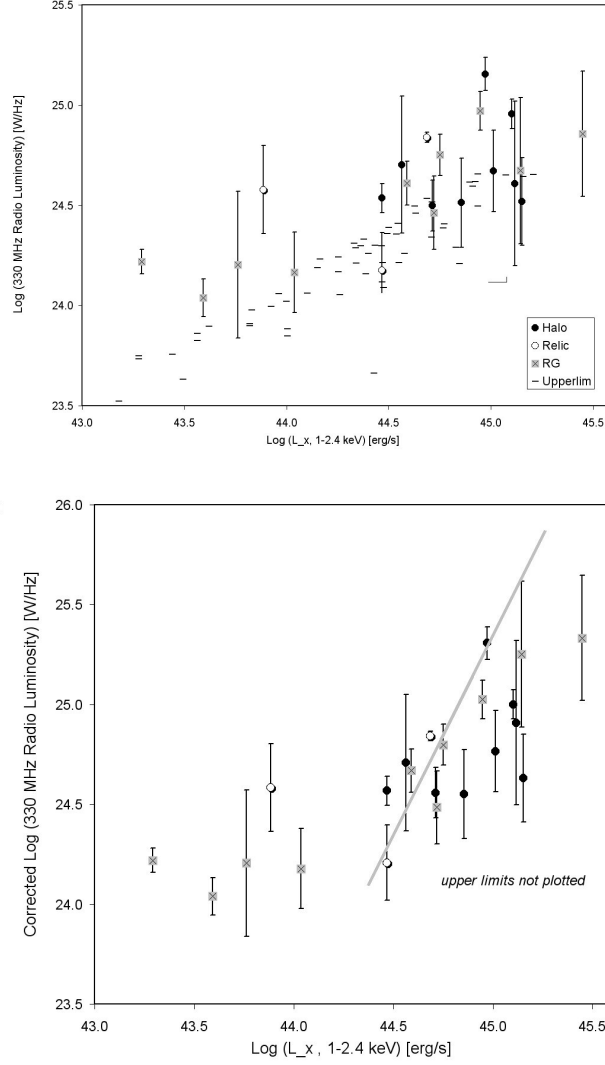 25.5
25.0
24.5
24.0
23.5
Log (330 MHz Radio Luminosity) [W/Hz]
Halo
Relic
RG
Upperlim
43.0 43.5 44.0 44.5 45.0 45.5
Log (L_x, 1-2.4 keV) [erg/s]
26.0
25.5
25.0
24.5
24.0
23.5
Corrected Log (330 MHz Radio Luminosity) [W/Hz]
upper limits not plotted
43.0 43.5 44.0 44.5 45.0 45.5
Log (L_x , 1-2.4 keV) [erg/s]